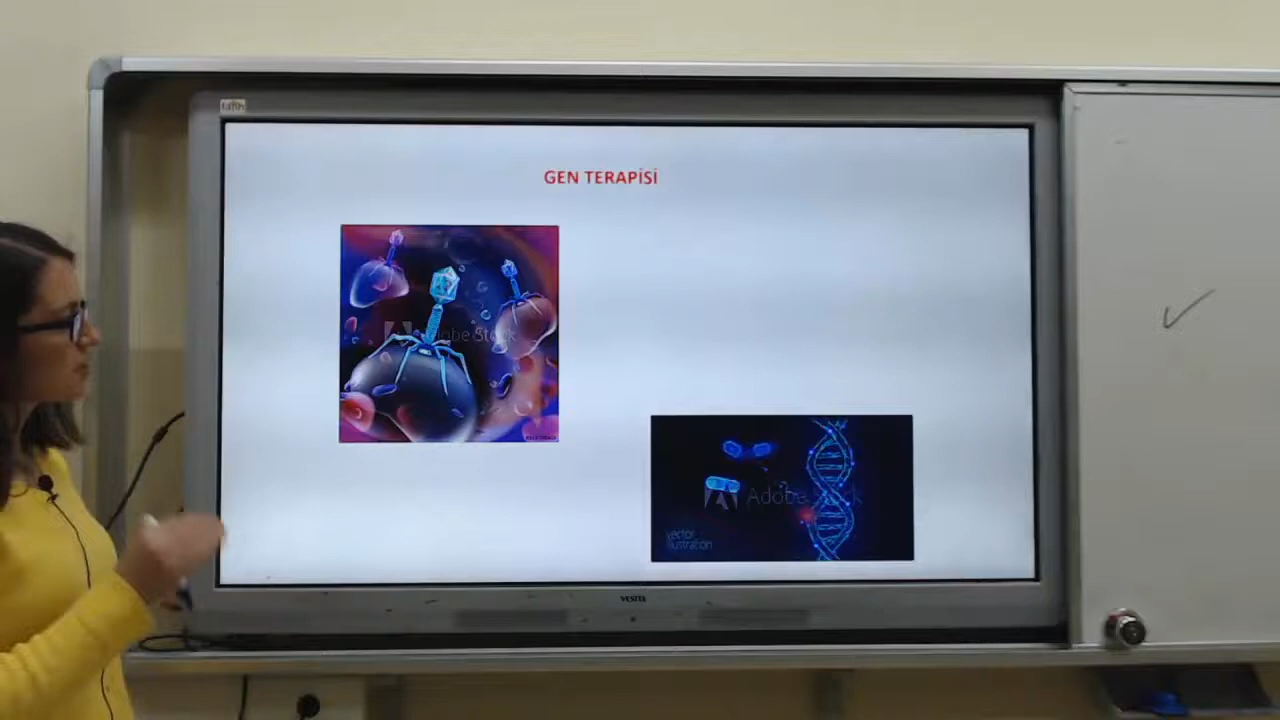 GEN TERAPİSİ
Adobe Stock
Adobe Stock
vector
illustration
VESTEL